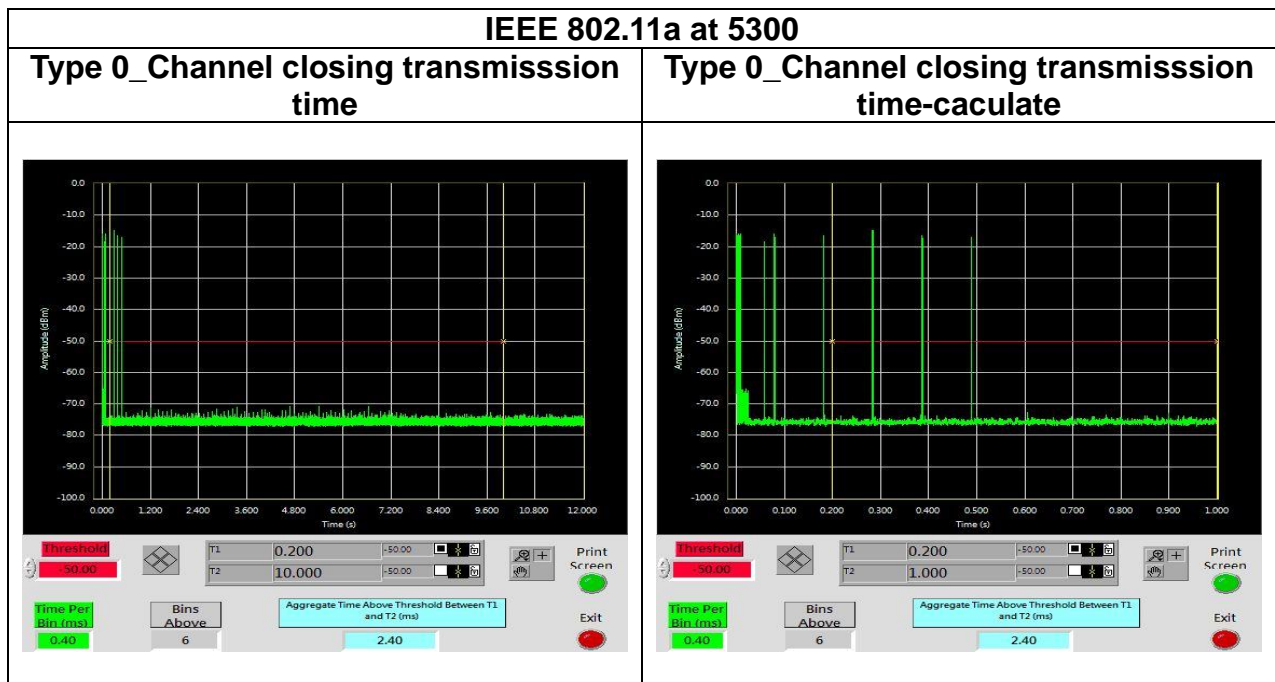 IEEE 802.11a at 5300
Type 0_Channel closing transmisssion
time
Type 0_Channel closing transmisssion
time-caculate
0.0
-10.0
-20.0
-30.0
-40.0
-50.0
-60.0
-70.0
-80.0
-90.0
-100.0
Amplitude (dBm)
0.000 1.200 2.400 3.600 4.800 6.000 7.200 8.400 9.600 10.800 12.000
Time (s)
Threshold
-50.00
T1 0.200 -50.00
T2 10.000 -50.00
Print
Screen
Time Per
Bin (ms)
0.40
Bins
Above
6
Aggregate Time Above Threshold Between T1
and T2 (ms)
2.40
Exit
0.0
-10.0
-20.0
-30.0
-40.0
-50.0
-60.0
-70.0
-80.0
-90.0
-100.0
Amplitude (dBm)
0.000 0.100 0.200 0.300 0.400 0.500 0.600 0.700 0.800 0.900 1.000
Time (s)
Threshold
-50.00
T1 0.200 -50.00
T2 1.000 -50.00
Print
Screen
Time Per
Bin (ms)
0.40
Bins
Above
6
Aggregate Time Above Threshold Between T1
and T2 (ms)
2.40
Exit